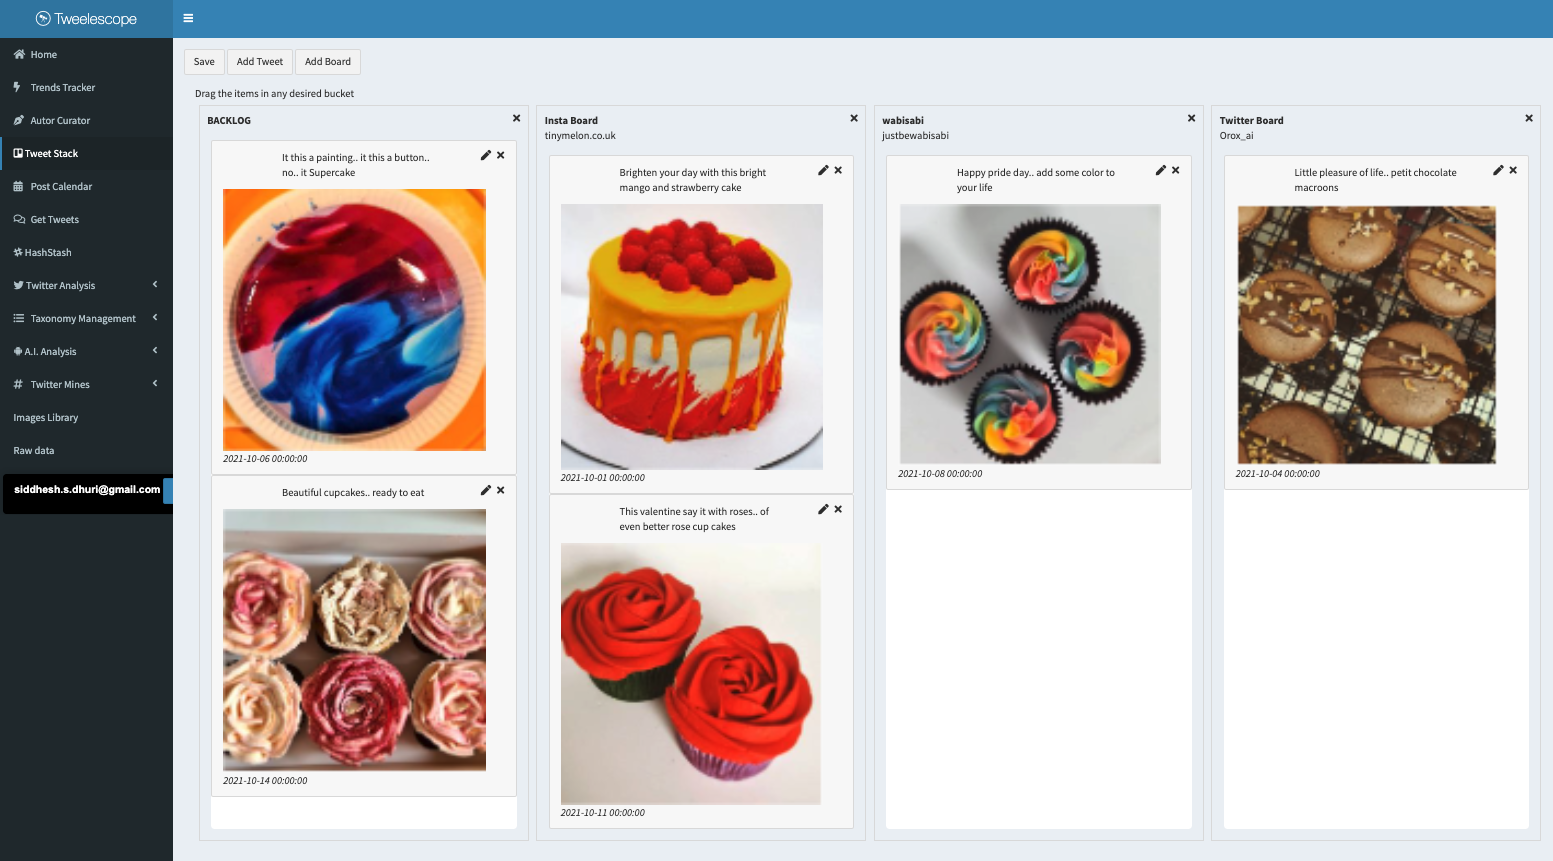 Tweelescope
Home
Trends Tracker
Autor Curator
Tweet Stack
Post Calendar
Get Tweets
HashStash
Twitter Analysis
Taxonomy Management
A.I. Analysis
Twitter Mines
Images Library
Raw data
siddhesh.s.dhuri@gmail.com
Save
Add Tweet
Add Board
Drag the items in any desired bucket
BACKLOG
It this a painting.. it this a button..
no.. it Supercake
2021-10-06 00:00:00
Beautiful cupcakes.. ready to eat
2021-10-14 00:00:00
Insta Board
tinymelon.co.uk
Brighten your day with this bright
mango and strawberry cake
2021-10-01 00:00:00
This valentine say it with roses.. of
even better rose cup cakes
2021-10-11 00:00:00
wabisabi
justbewabisabi
Happy pride day.. add some color to
your life
2021-10-08 00:00:00
Twitter Board
Orox_ai
Little pleasure of life.. petit chocolate
macroons
2021-10-04 00:00:00